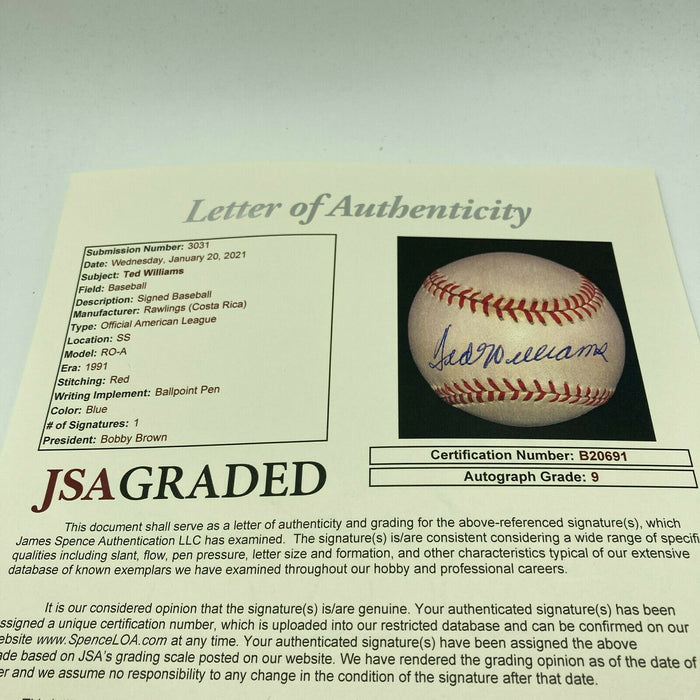 Letter of Authenticity
Submission Number: 3031
Date: Wednesday, January 20, 2021
Subject: Ted Williams
Field: Baseball
Description: Signed Baseball
Manufacturer: Rawlings (Costa Rica)
Type: Official American League
Location: SS
Model: RO-A
Era: 1991
Stitching: Red
Writing Implement: Ballpoint Pen
Color: Blue
# of Signatures: 1
President: Bobby Brown
Ted Williams
Certification Number: B20691
Autograph Grade: 9
JSAGRADED
This document shall serve as a letter of authenticity and grading for the above-referenced signature(s), which
James Spence Authentication LLC has examined. The signature(s) is/are consistent considering a wide range of specifi
qualities including slant, flow, pen pressure, letter size and formation, and other characteristics typical of our extensive
database of known exemplars we have examined throughout our hobby and professional careers.
It is our considered opinion that the signature(s) is/are genuine. Your authenticated signature(s) has been
ssigned a unique certification number, which is uploaded into our restricted database and can be confirmed on our
ebsite www.SpenceLOA.com at any time. Your authenticated signature(s) have been assigned the above
de based on JSA's grading scale posted on our website. We have rendered the grading opinion as of the date of
er and we assume no responsibility to any change in the condition of the signature after that date.